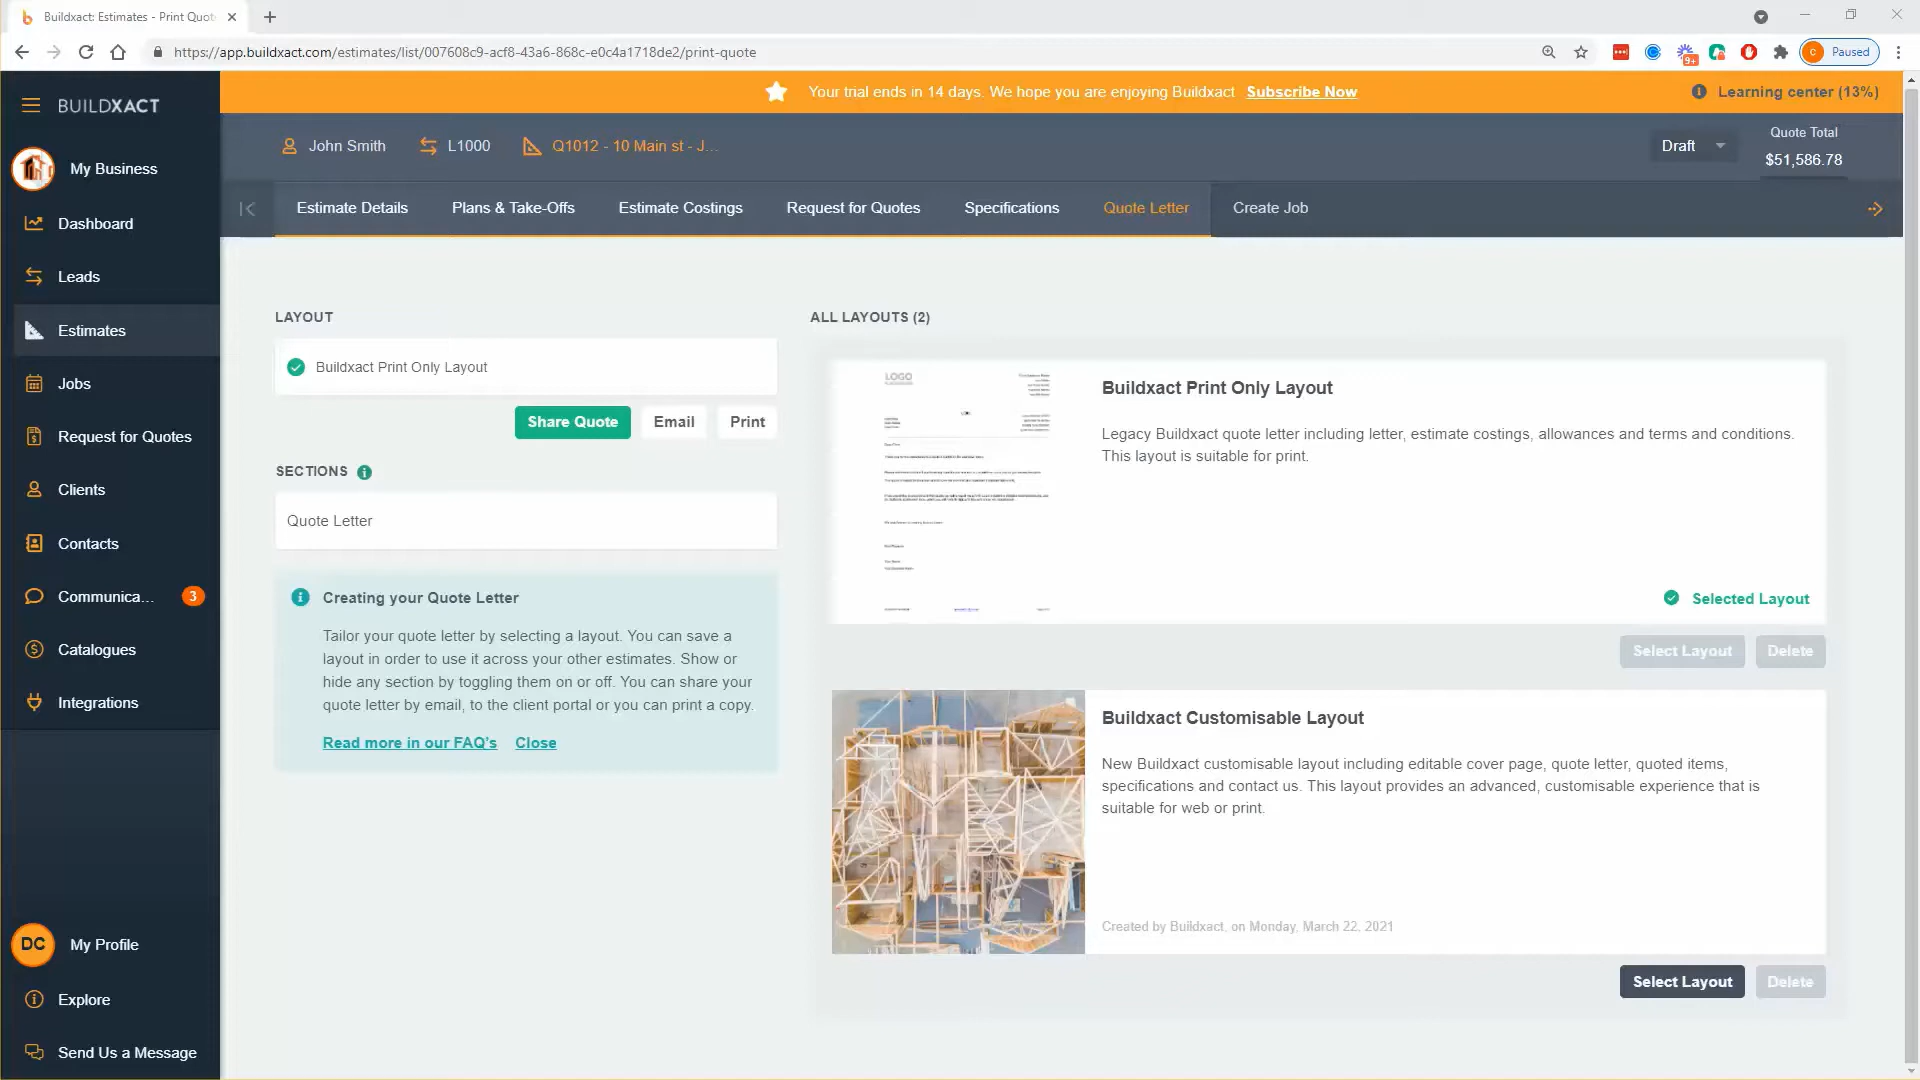 Buildxact: Estimates - Print Quot
https://app.buildxact.com/estimates/list/007608c9-acf8-43a6-868c-e0c4a1718de2/print-quote
9+
C
Paused
BUILDXACT
Your trial ends in 14 days. We hope you are enjoying Buildxact Subscribe Now
Learning center (13%)
My Business
Dashboard
Leads
Estimates
Jobs
Request for Quotes
Clients
Contacts
Communica...
3
Catalogues
Integrations
DC
My Profile
Explore
Send Us a Message
John Smith
L1000
Q1012 - 10 Main st - J...
Draft
Quote Total
$51,586.78
Estimate Details
Plans & Take-Offs
Estimate Costings
Request for Quotes
Specifications
Quote Letter
Create Job
LAYOUT
Buildxact Print Only Layout
Share Quote
Email
Print
SECTIONS
Quote Letter
Creating your Quote Letter
Tailor your quote letter by selecting a layout. You can save a
layout in order to use it across your other estimates. Show or
hide any section by toggling them on or off. You can share your
quote letter by email, to the client portal or you can print a copy.
Read more in our FAQ's
Close
ALL LAYOUTS (2)
LOGO
Buildxact Print Only Layout
Legacy Buildxact quote letter including letter, estimate costings, allowances and terms and conditions.
This layout is suitable for print.
Selected Layout
Select Layout
Delete
Buildxact Customisable Layout
New Buildxact customisable layout including editable cover page, quote letter, quoted items,
specifications and contact us. This layout provides an advanced, customisable experience that is
suitable for web or print.
Created by Buildxact, on Monday, March 22, 2021
Select Layout
Delete